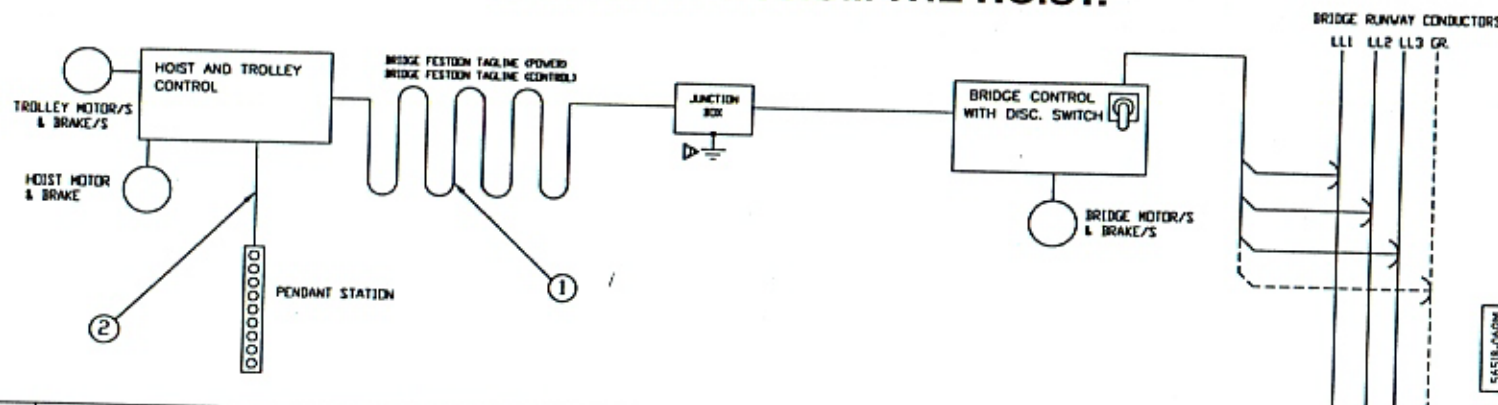 THE HOIST.
BRIDGE RUNWAY CONDUCTORS
LL1 LL2 LL3 GR.
HOIST AND TROLLEY
CONTROL
BRIDGE FESTOON TAGLINE (POWER)
BRIDGE FESTOON TAGLINE (CONTROL)
JUNCTION
BOX
BRIDGE CONTROL
WITH DISC. SWITCH
TROLLEY MOTOR/S
& BRAKE/S
HOIST MOTOR
& BRAKE
BRIDGE MOTOR/S
& BRAKE/S
PENDANT STATION
1
2